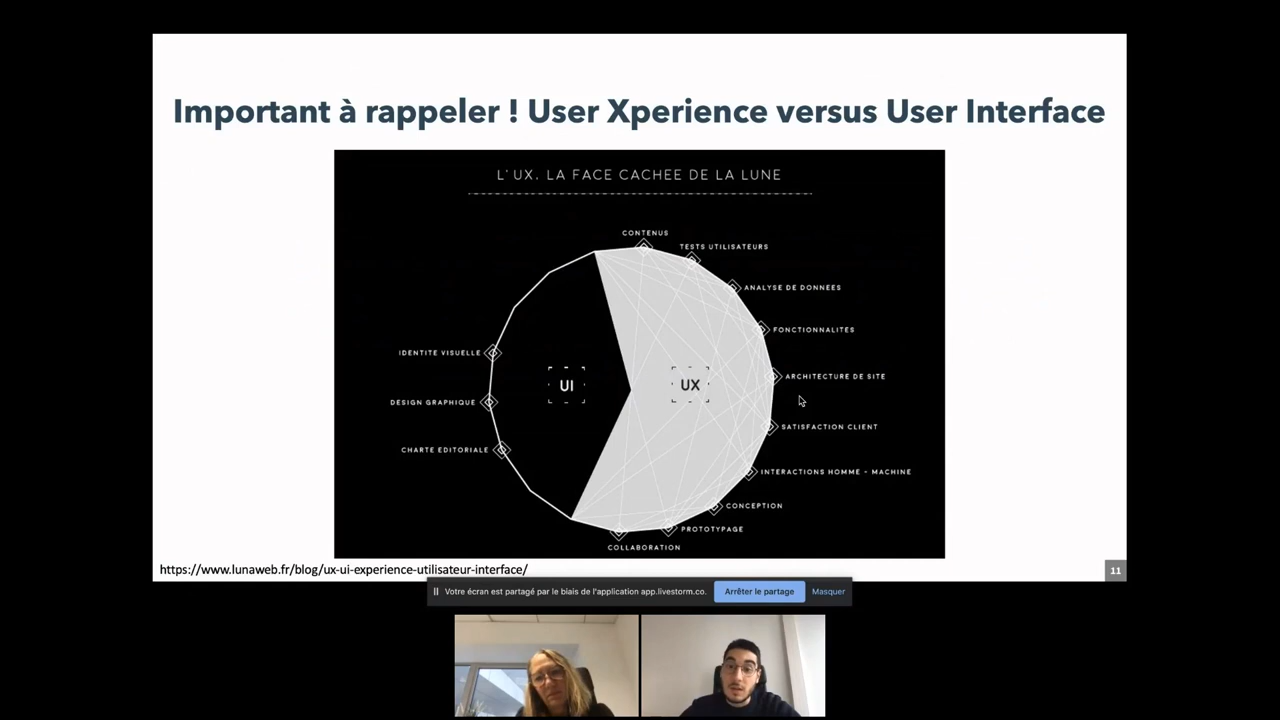 Important à rappeler ! User Xperience versus User Interface
L'UX. LA FACE CACHEE DE LA LUNE
CONTENUS
TESTS UTILISATEURS
ANALYSE DE DONNEES
FONCTIONNALITES
IDENTITE VISUELLE
ARCHITECTURE DE SITE
UI
UX
DESIGN GRAPHIQUE
SATISFACTION CLIENT
CHARTE EDITORIALE
INTERACTIONS HOMME - MACHINE
CONCEPTION
PROTOTYPAGE
COLLABORATION
https://www.lunaweb.fr/blog/ux-ui-experience-utilisateur-interface/
11
Votre écran est partagé par le biais de l'application app.livestorm.co.
Arrêter le partage
Masquer